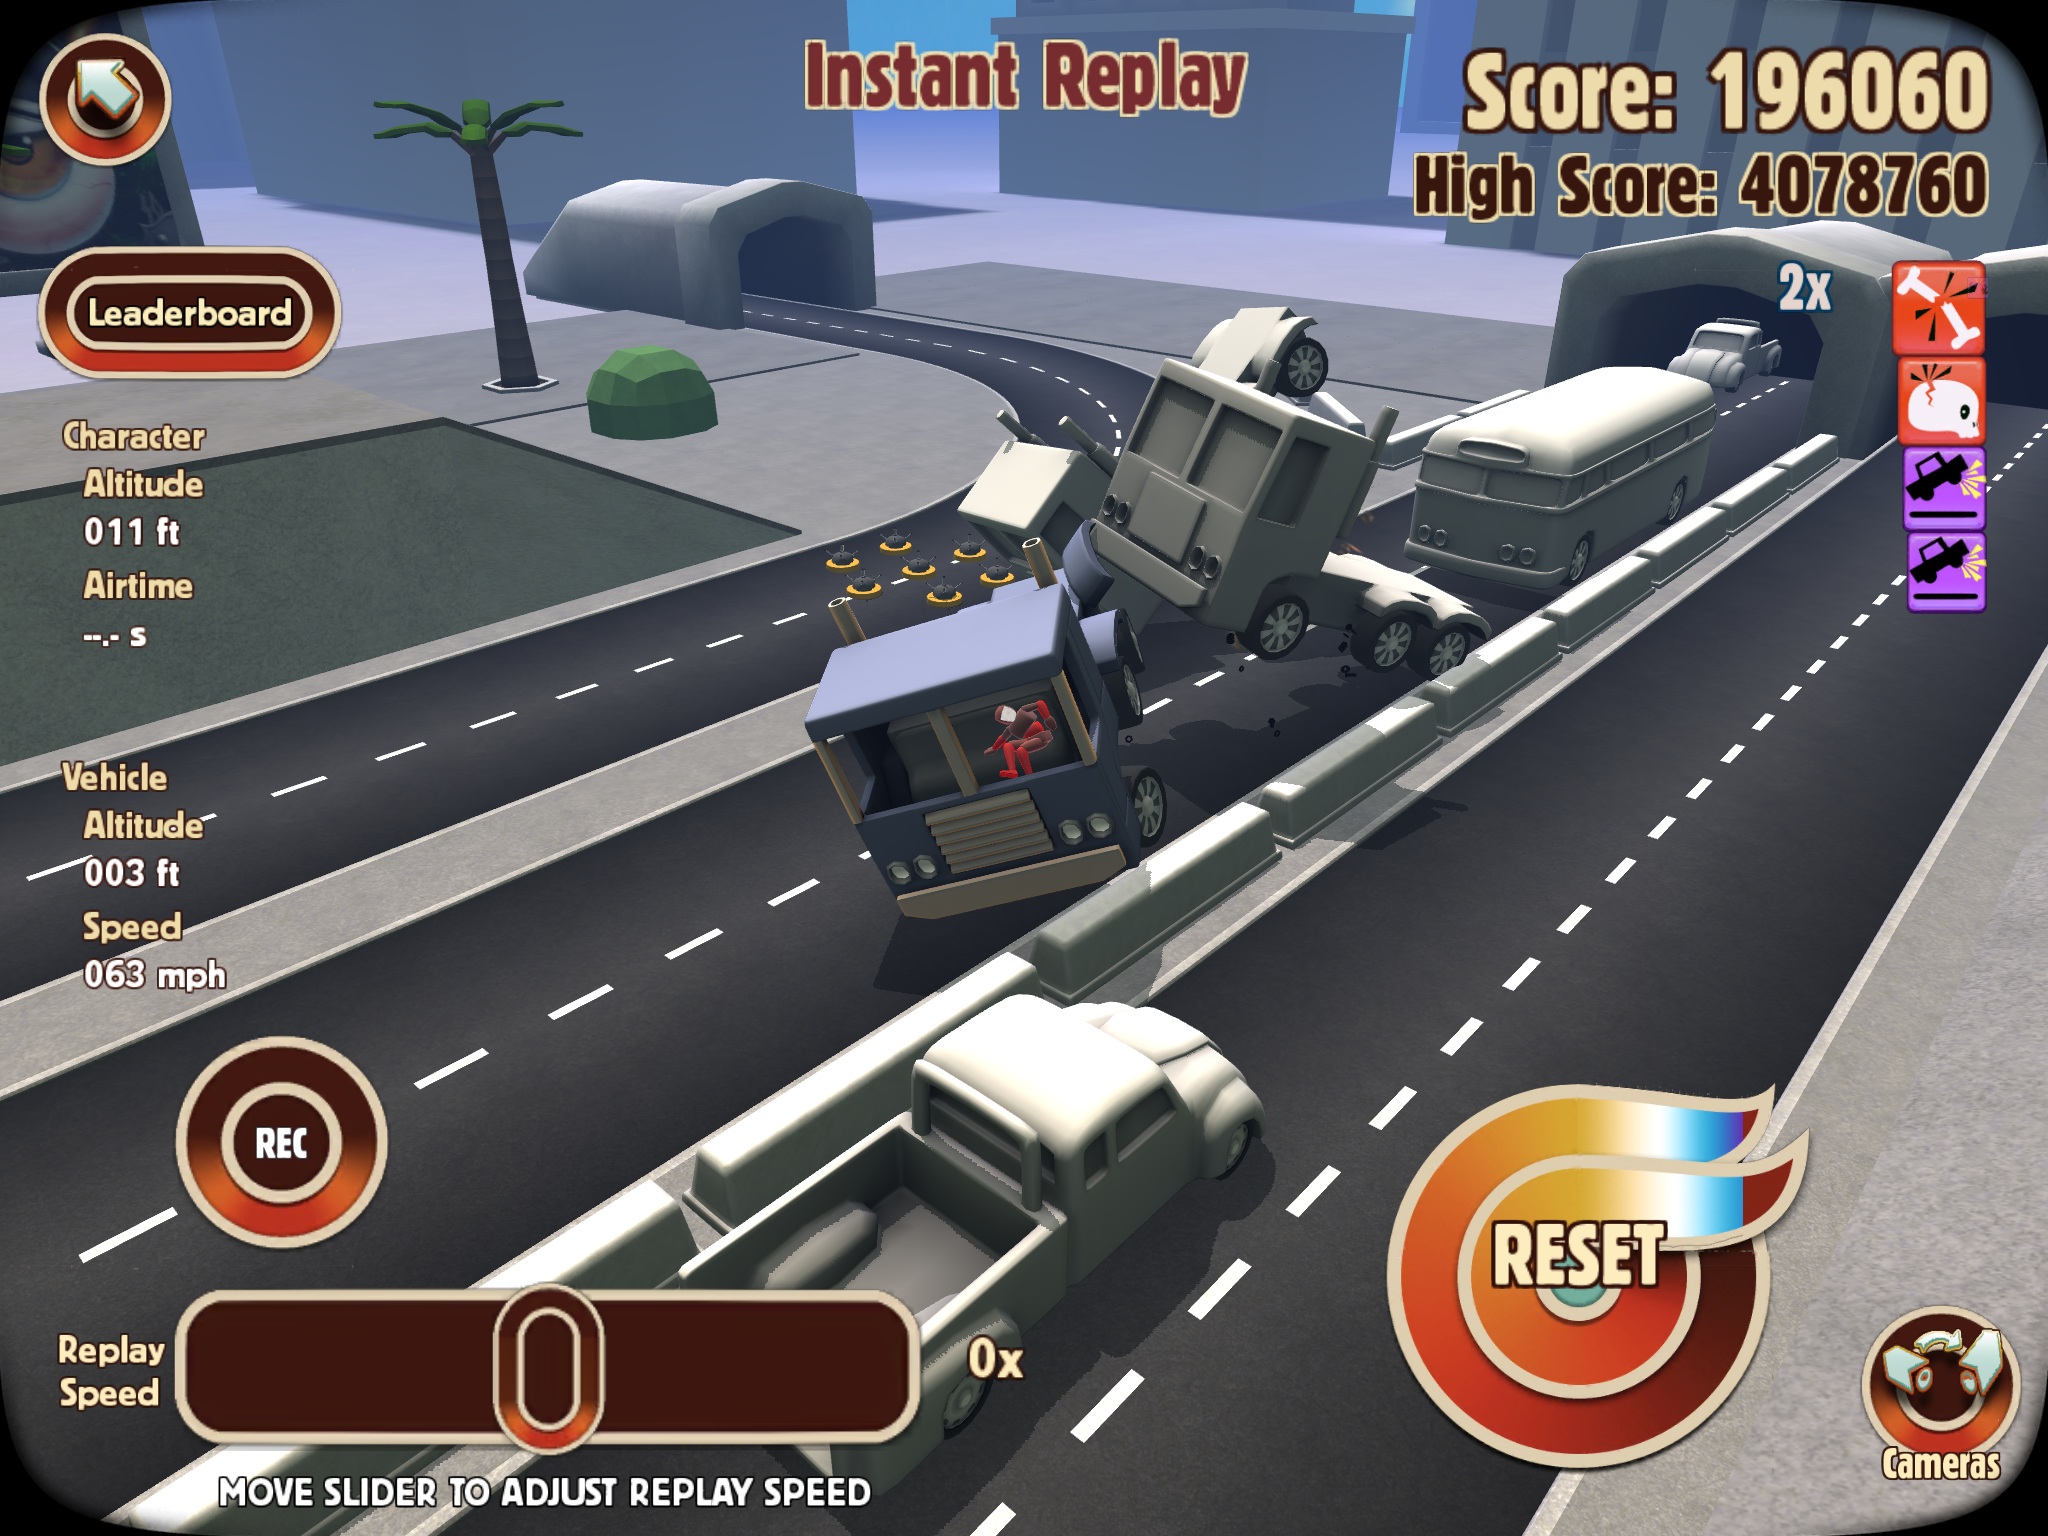 Instant Replay
Score: 196060
High Score: 4078760
2x
Leaderboard
Character
Altitude
011 ft
Airtime
--.- s
Vehicle
Altitude
003 ft
Speed
063 mph
REC
RESET
Replay
Speed
0x
Cameras
MOVE SLIDER TO ADJUST REPLAY SPEED